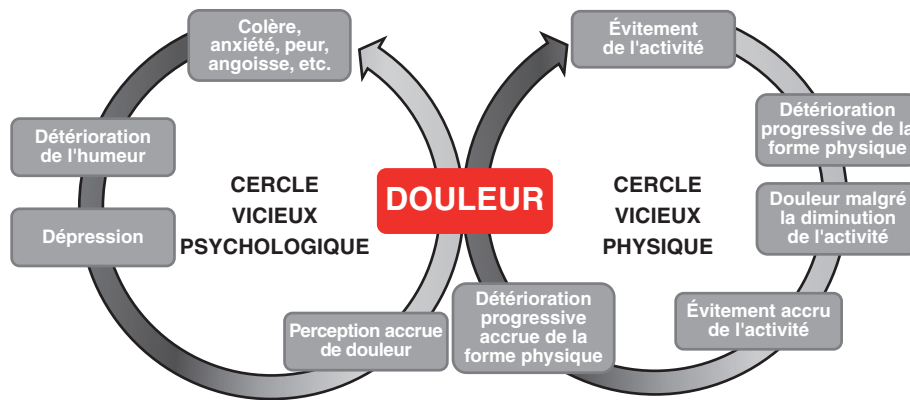 Colère,
anxiété, peur,
angoisse, etc.
Détérioration
de l'humeur
Dépression
Perception accrue
de douleur
CERCLE
VICIEUX
PSYCHOLOGIQUE
DOULEUR
Évitement
de l'activité
Détérioration
progressive de la
forme physique
Douleur malgré
la diminution
de l'activité
Évitement accru
de l'activité
Détérioration
progressive
accrue de la
forme physique
CERCLE
VICIEUX
PHYSIQUE